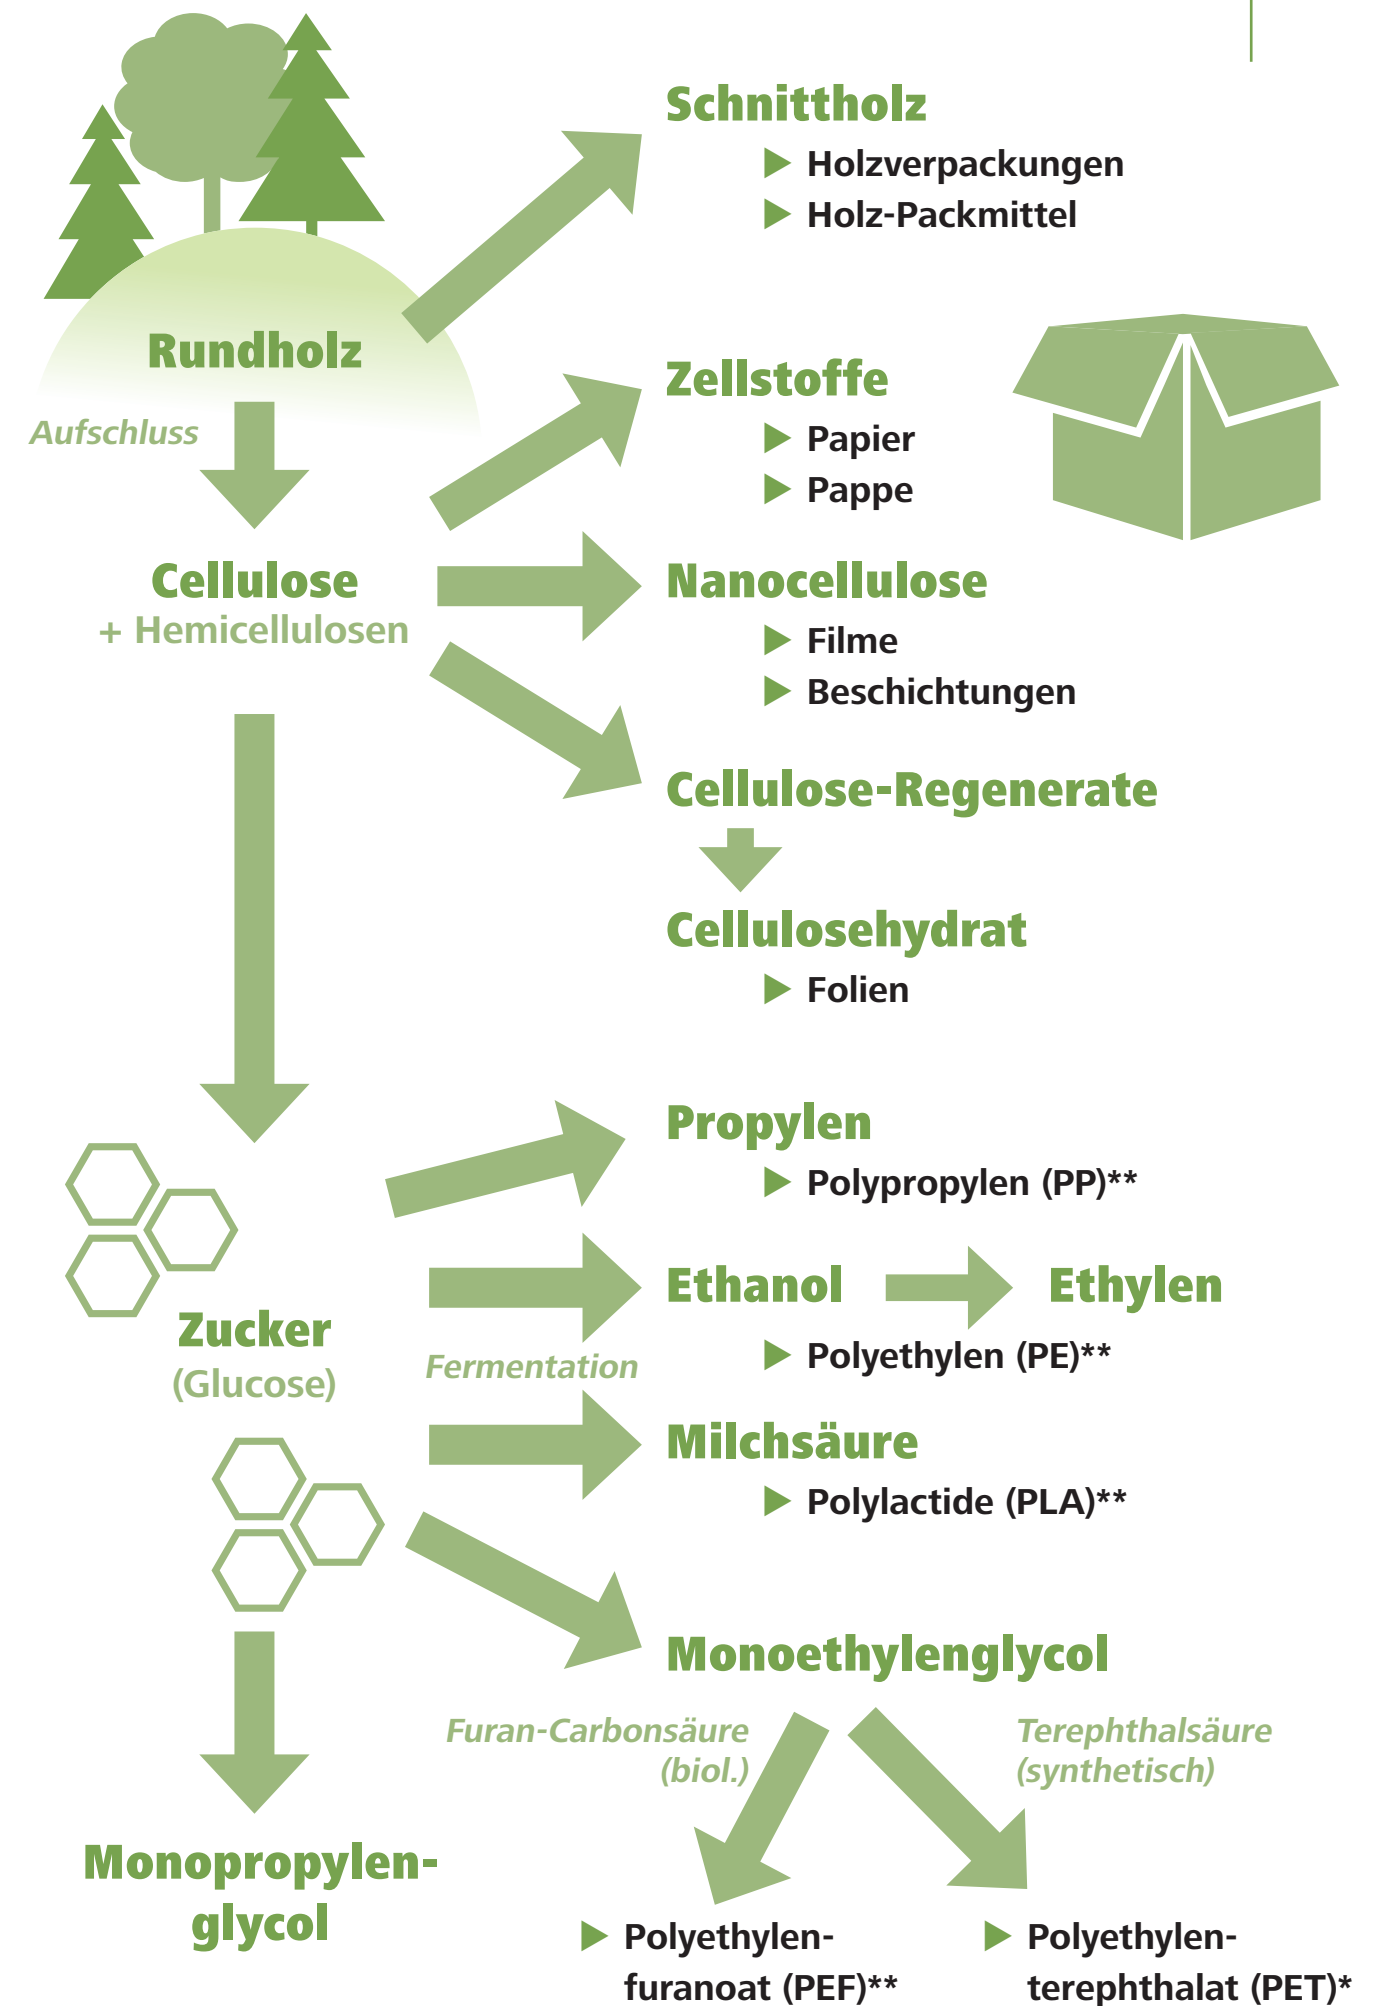 Schnittholz
Holzverpackungen
Holz-Packmittel
Rundholz
Aufschluss
Zellstoffe
Papier
Pappe
Cellulose
+ Hemicellulosen
Nanocellulose
Filme
Beschichtungen
Cellulose-Regenerate
Cellulosehydrat
Folien
Propylen
Polypropylen (PP)**
Zucker
(Glucose)
Fermentation
Ethanol
Ethylen
Polyethylen (PE)**
Milchsäure
Polylactide (PLA)**
Monoethylenglycol
Furan-Carbonsäure
(biol.)
Terephthalsäure
(synthetisch)
Monopropylen-
glycol
Polyethylen-
furanoat (PEF)**
Polyethylen-
terephthalat (PET)*